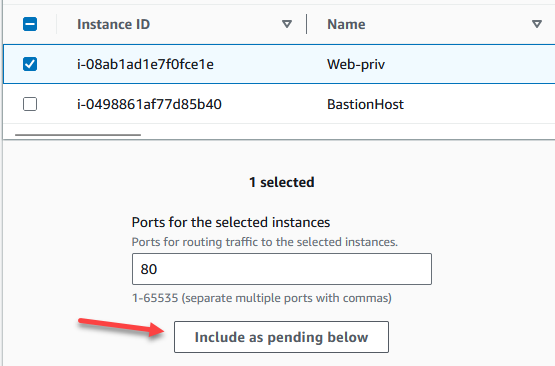 Instance ID Name
i-08ab1ad1e7f0fce1e Web-priv
i-0498861af77d85b40 BastionHost
1 selected
Ports for the selected instances
Ports for routing traffic to the selected instances.
80
1-65535 (separate multiple ports with commas)
Include as pending below